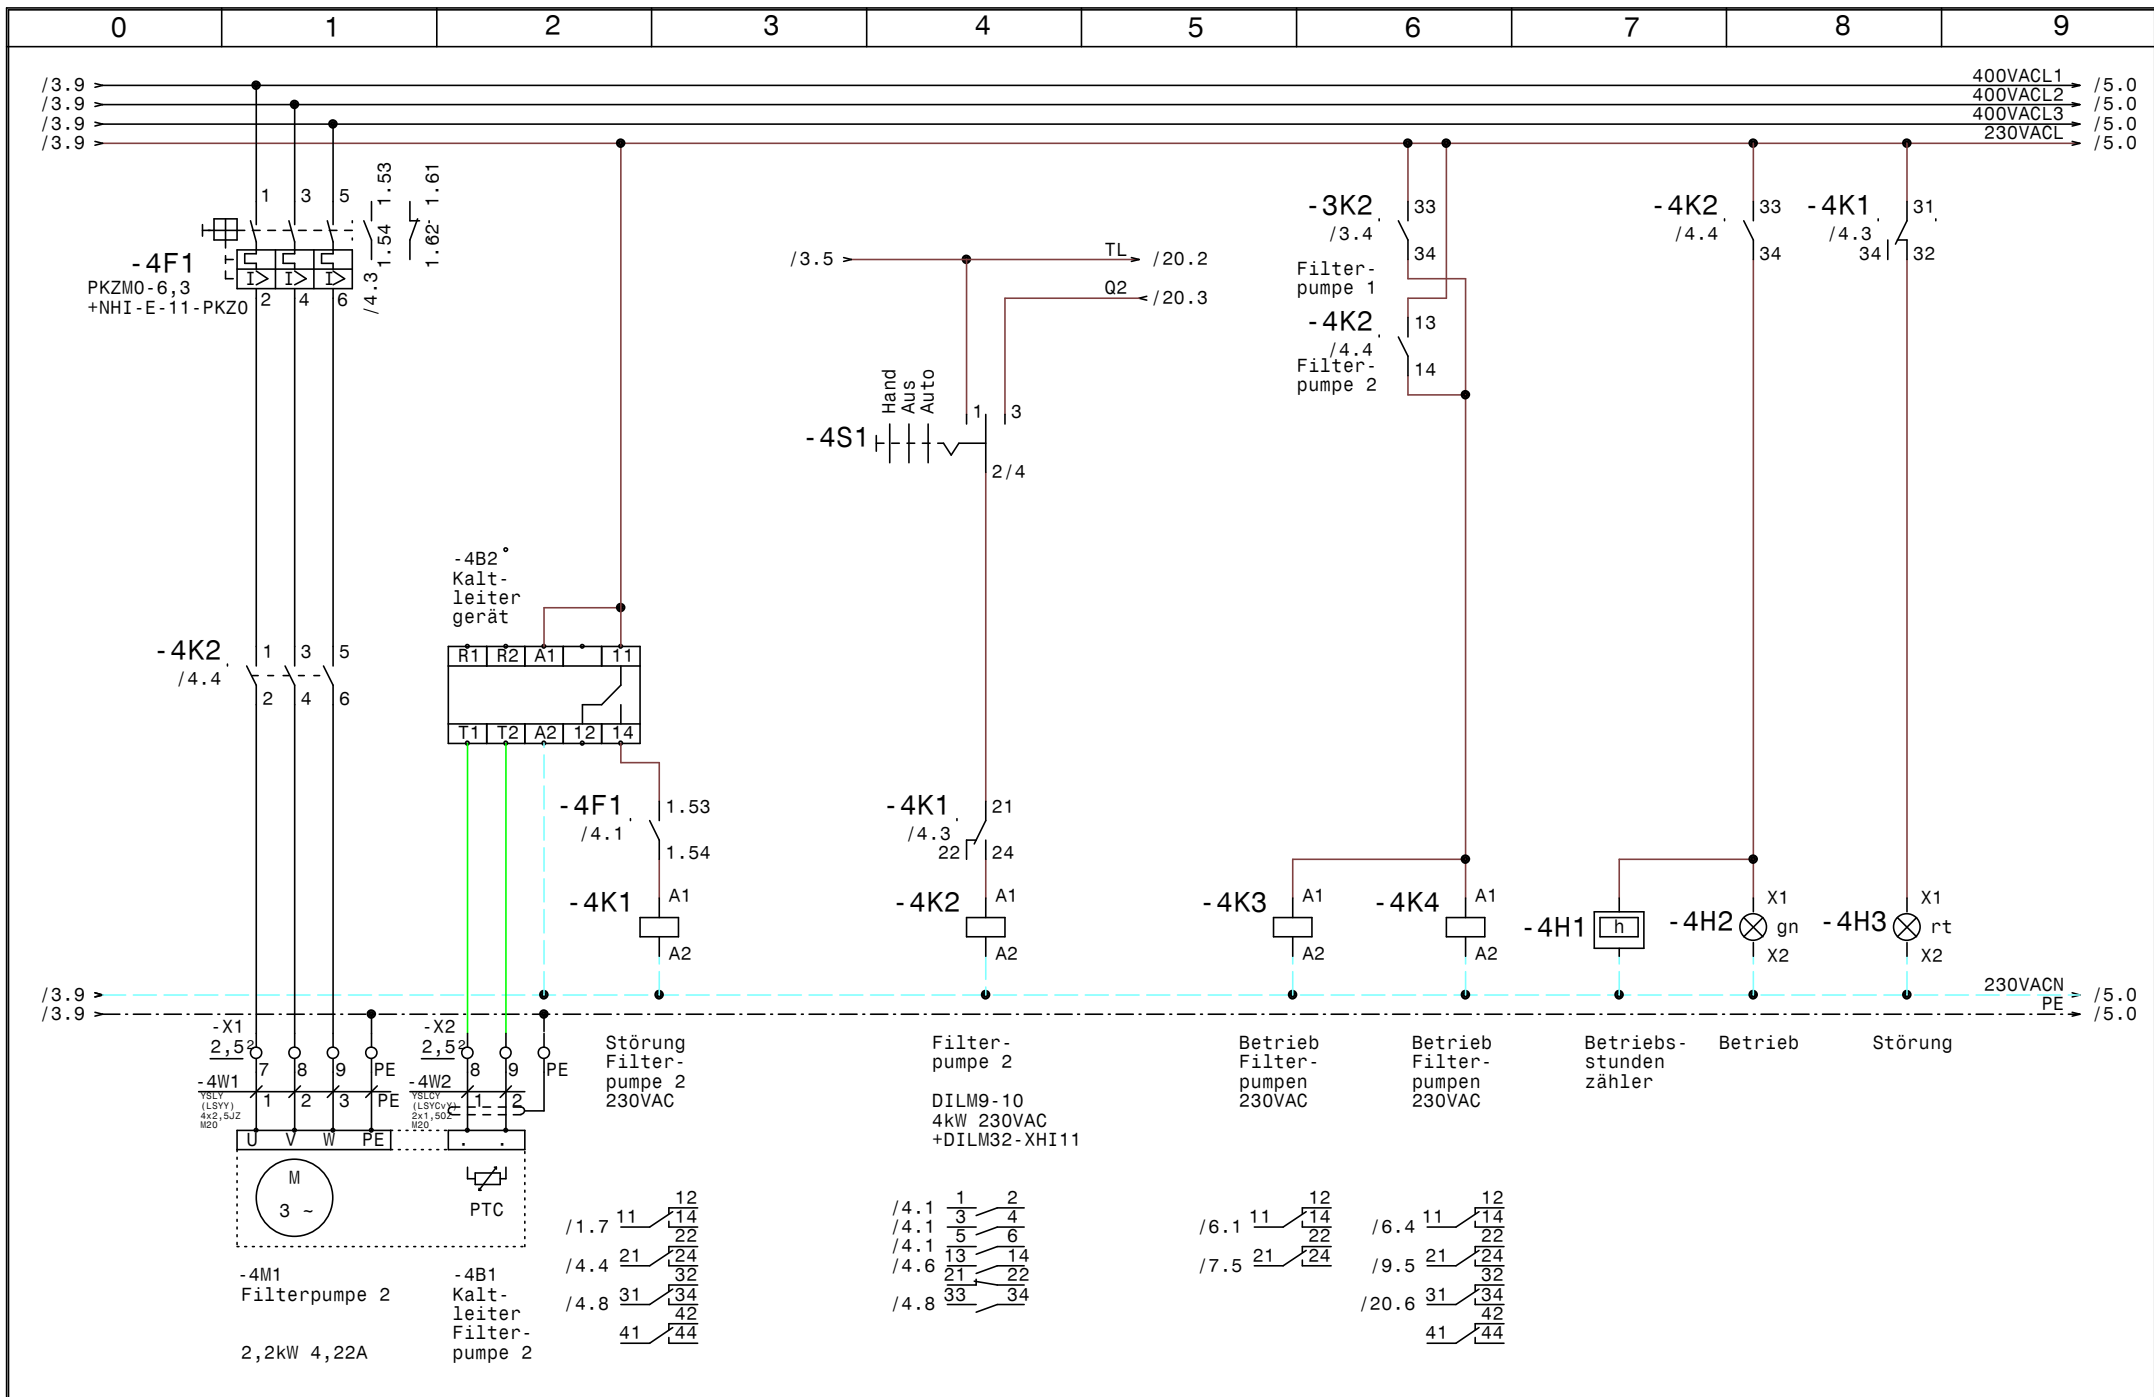 0 1 2 3 4 5 6 7 8 9
/3.9 400VACL1 /5.0
/3.9 400VACL2 /5.0
/3.9 400VACL3 /5.0
/3.9 230VACL /5.0
1 3 5 1.53 1.61
1.54 1.62
-4F1
PKZM0-6,3
+NHI-E-11-PKZ0
I> I> I>
2 4 6 /4.3
/3.5 TL /20.2
Q2 /20.3
-3K2 33
/3.4 34
Filter-
pumpe 1
-4K2 13
/4.4 14
Filter-
pumpe 2
-4K2 33
/4.4 34
-4K1 31
/4.3
34 32
Hand
Aus
Auto
-4S1
1 3
2/4
-4B2
Kalt-
leiter
gerät
R1 R2 A1 11
T1 T2 A2 12 14
-4K2 1 3 5
/4.4 2 4 6
-4F1 1.53
/4.1 1.54
-4K1 21
/4.3
22 24
-4K1 A1
A2
-4K2 A1
A2
-4K3 A1
A2
-4K4 A1
A2
-4H1 h
-4H2 X1
gn
X2
-4H3 X1
rt
X2
/3.9 230VACN /5.0
/3.9 PE /5.0
-X1
2,5²
7 8 9 PE
-4W1
YSLY
(LSYY)
4x2,5JZ
M20
1 2 3 PE
U V W PE
M
3 ~
-4M1
Filterpumpe 2
2,2kW 4,22A
-X2
2,5²
8 9 PE
-4W2
YSLCY
(LSYCvY)
2x1,5OZ
M20
1 2
. .
PTC
-4B1
Kalt-
leiter
Filter-
pumpe 2
Störung
Filter-
pumpe 2
230VAC
Filter-
pumpe 2
DILM9-10
4kW 230VAC
+DILM32-XHI11
Betrieb
Filter-
pumpen
230VAC
Betrieb
Filter-
pumpen
230VAC
Betriebs-
stunden
zähler
Betrieb
Störung
12
/1.7 11 14
22
/4.4 21 24
32
/4.8 31 34
42
41 44
/4.1 1 2
/4.1 3 4
/4.1 5 6
/4.6 13 14
21 22
/4.8 33 34
12
/6.1 11 14
22
/7.5 21 24
12
/6.4 11 14
22
/9.5 21 24
32
/20.6 31 34
42
41 44